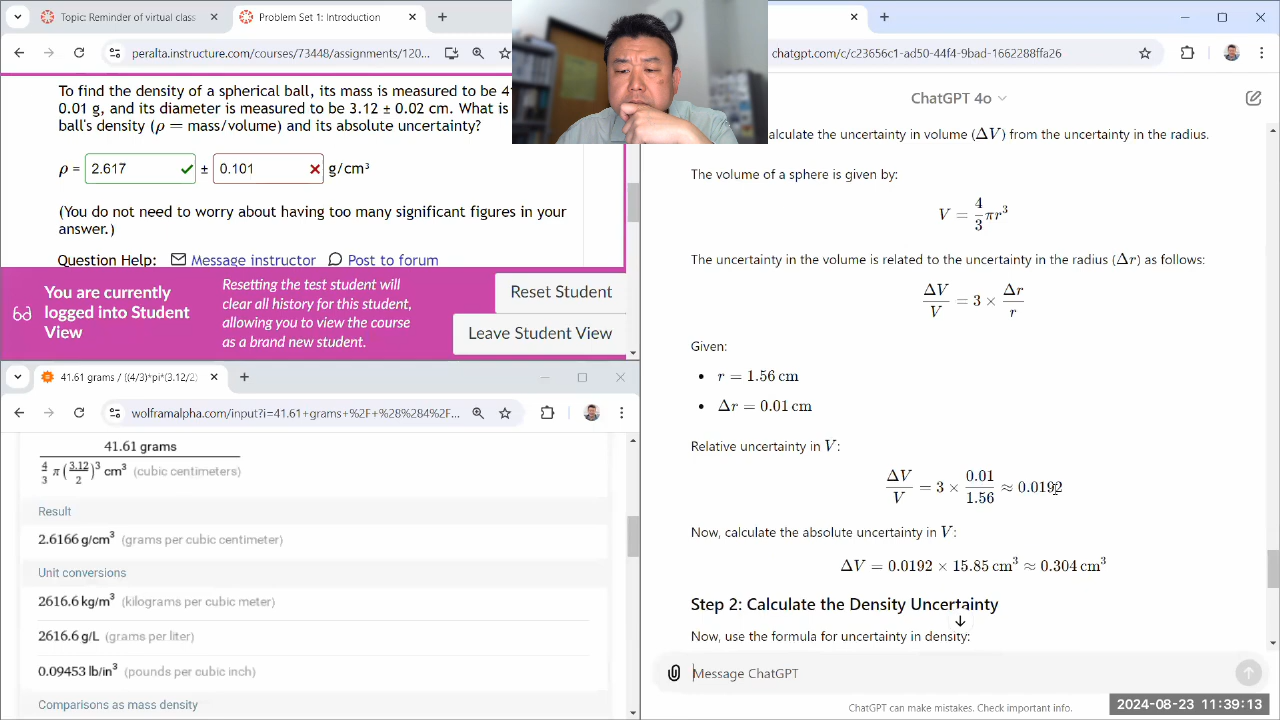 Topic: Reminder of virtual class
Problem Set 1: Introduction
peralta.instructure.com/courses/73448/assignments/120...
chatgpt.com/c/c23656c1-ad50-44f4-9bad-1662288ffa26
To find the density of a spherical ball, its mass is measured to be
0.01 g, and its diameter is measured to be 3.12 ± 0.02 cm. What is
ball's density (ρ = mass/volume) and its absolute uncertainty?
ρ = 2.617 ± 0.101 g/cm³
(You do not need to worry about having too many significant figures in your
answer.)
Question Help: Message instructor Post to forum
You are currently
logged into Student
View
Resetting the test student will
clear all history for this student,
allowing you to view the course
as a brand new student.
Reset Student
Leave Student View
41.61 grams / ((4/3)*pi*(3.12/2)
wolframalpha.com/input?i=41.61+grams+%2F+%28%284%2F...
41.61 grams
4/3 π (3.12/2)³ cm³ (cubic centimeters)
Result
2.6166 g/cm³ (grams per cubic centimeter)
Unit conversions
2616.6 kg/m³ (kilograms per cubic meter)
2616.6 g/L (grams per liter)
0.09453 lb/in³ (pounds per cubic inch)
Comparisons as mass density
ChatGPT 4o
calculate the uncertainty in volume (ΔV) from the uncertainty in the radius.
The volume of a sphere is given by:
V = 4/3 πr³
The uncertainty in the volume is related to the uncertainty in the radius (Δr) as follows:
ΔV/V = 3 × Δr/r
Given:
• r = 1.56 cm
• Δr = 0.01 cm
Relative uncertainty in V:
ΔV/V = 3 × 0.01/1.56 ≈ 0.0192
Now, calculate the absolute uncertainty in V:
ΔV = 0.0192 × 15.85 cm³ ≈ 0.304 cm³
Step 2: Calculate the Density Uncertainty
Now, use the formula for uncertainty in density:
Message ChatGPT
ChatGPT can make mistakes. Check important info.
2024-08-23 11:39:13